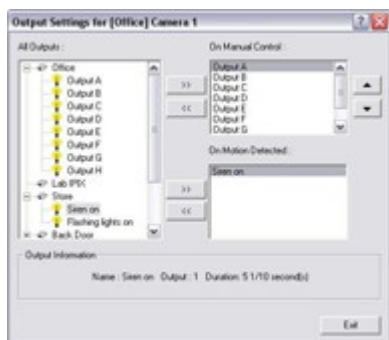 Output Settings for [Office] Camera 1
All Outputs :
Office
Output A
Output B
Output C
Output D
Output E
Output F
Output G
Output H
Lab IPIX
Store
Siren on
Flashing lights on
Back Door
>>
<<
>>
<<
On Manual Control :
Output A
Output B
Output C
Output D
Output E
Output F
Output G
On Motion Detected :
Siren on
Output Information
Name : Siren on Output : 1 Duration: 5 1/10 second(s)
Exit